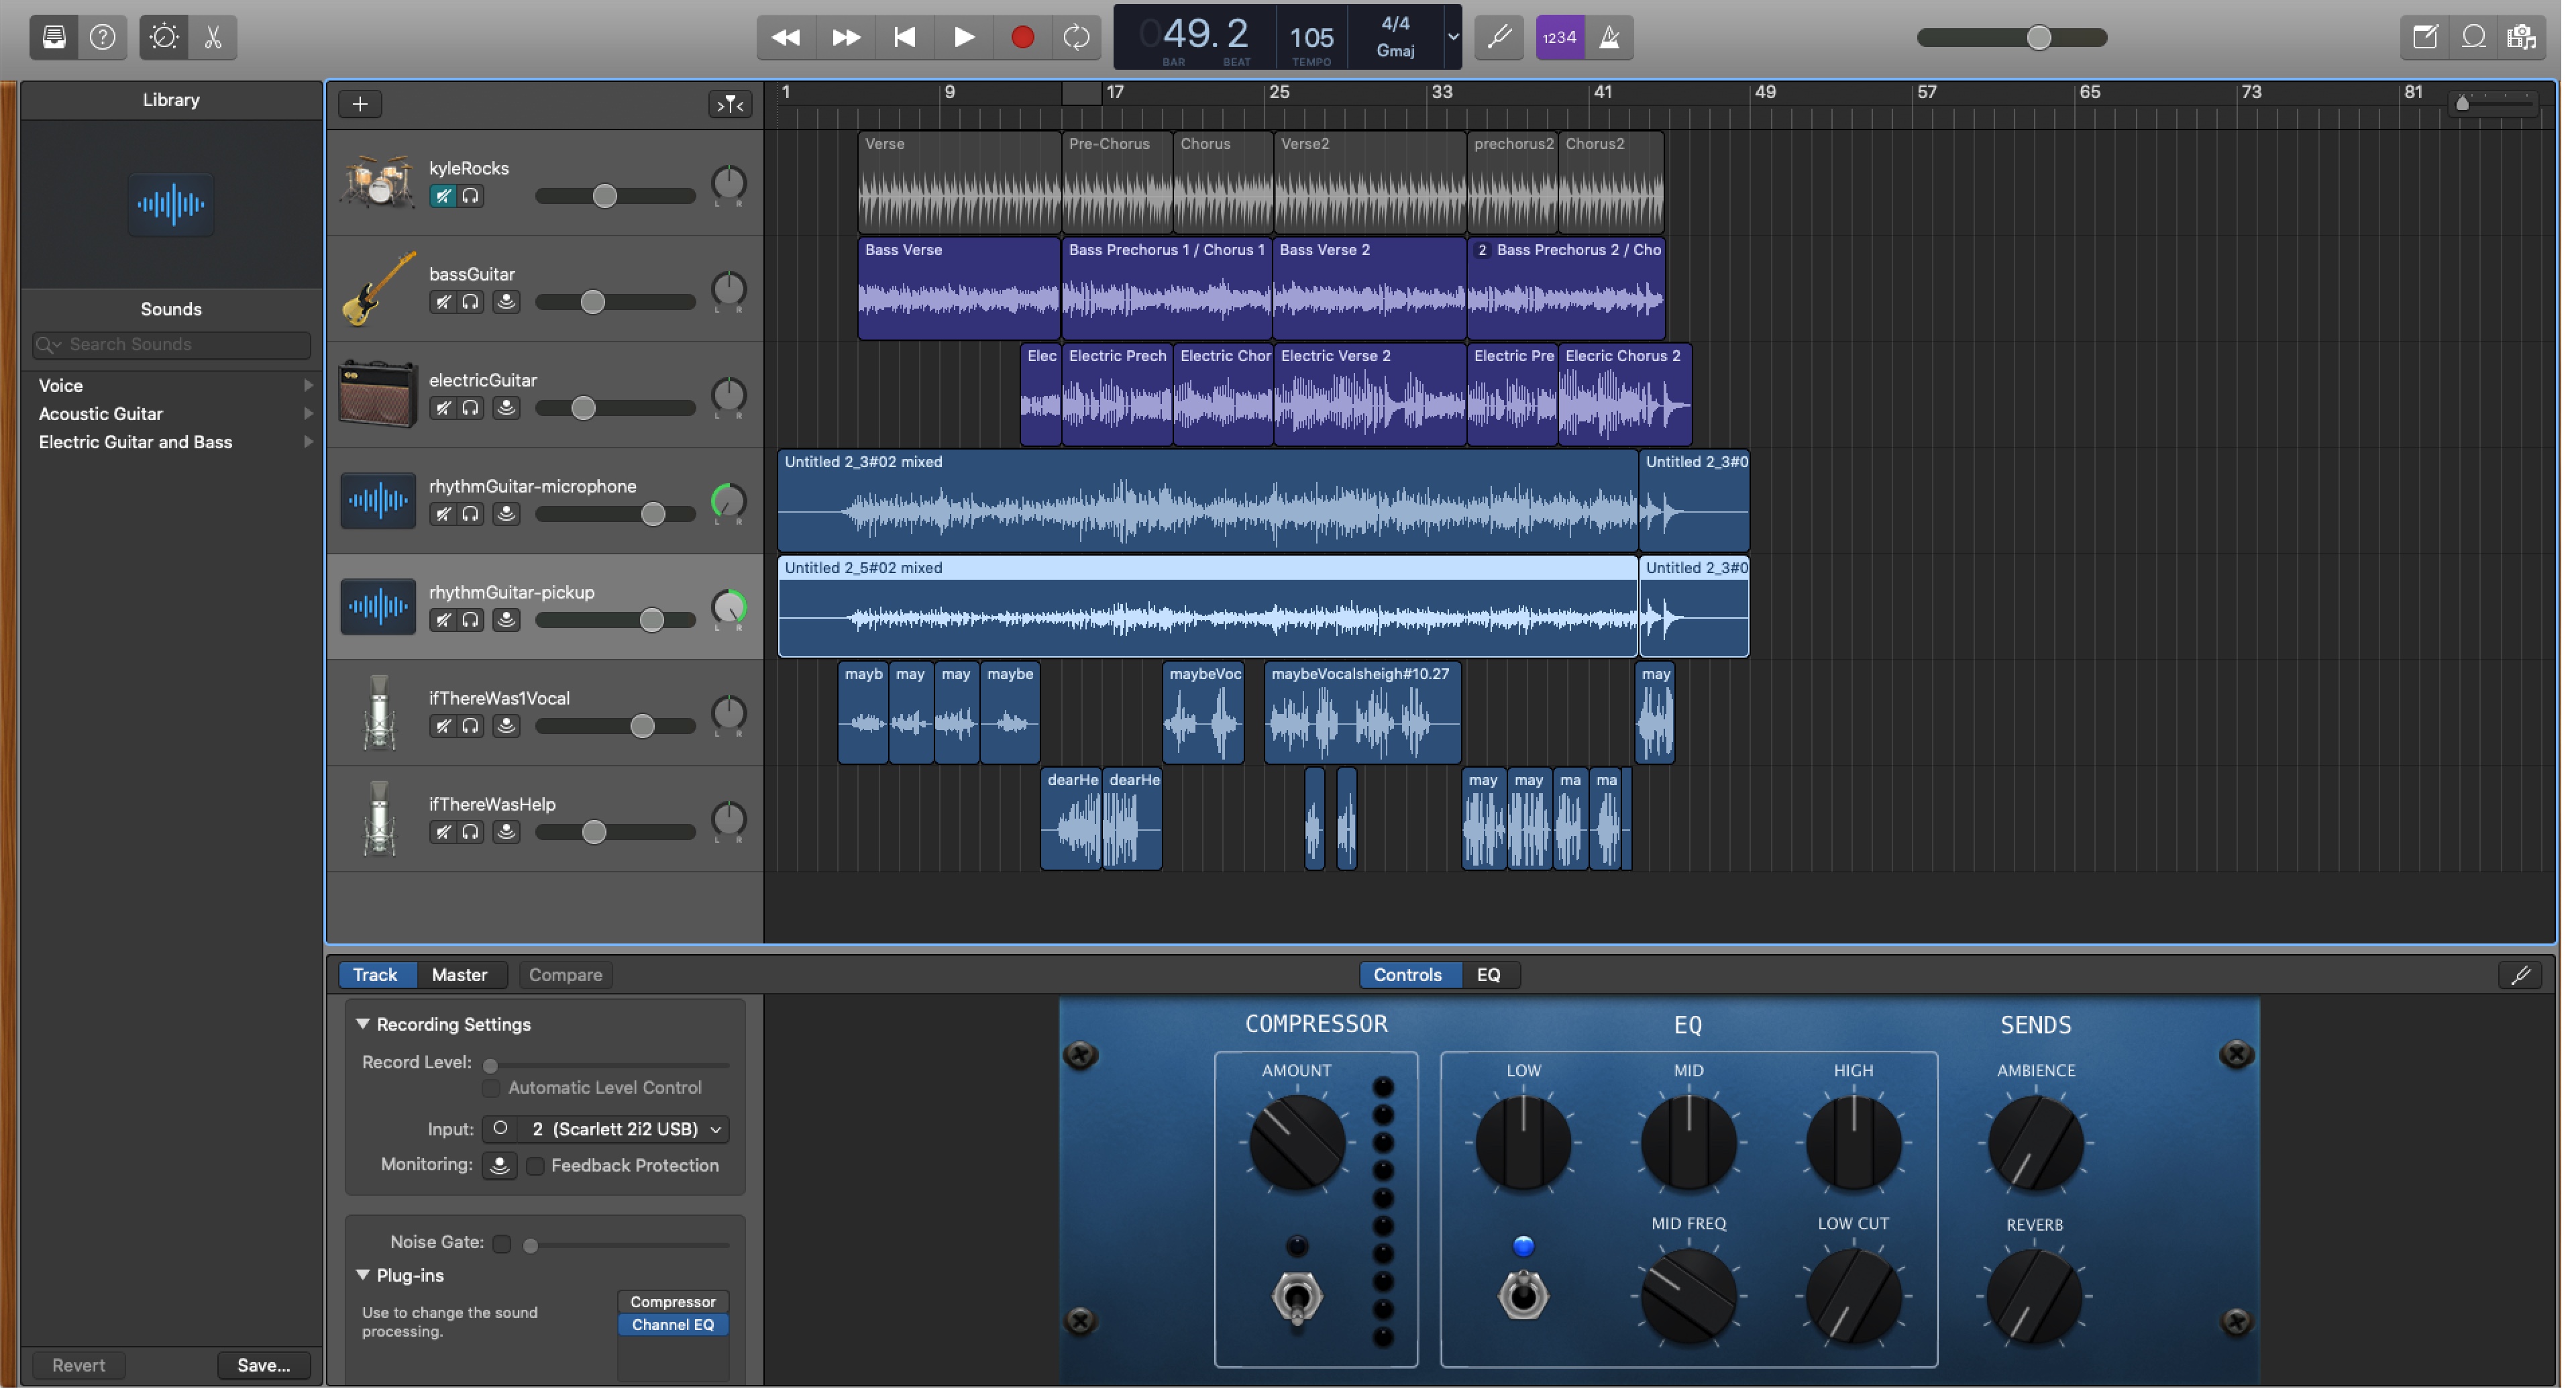 049. 2
105
4/4
Gmaj
BAR
BEAT
TEMPO
1234
Library
Sounds
Search Sounds
Voice
Acoustic Guitar
Electric Guitar and Bass
Revert
Save...
1
9
17
25
33
41
49
57
65
73
81
kyleRocks
L R
Verse
Pre-Chorus
Chorus
Verse2
prechorus2
Chorus2
bassGuitar
L R
Bass Verse
Bass Prechorus 1 / Chorus 1
Bass Verse 2
2 Bass Prechorus 2 / Cho
electricGuitar
L R
Elec
Electric Prech
Electric Chor
Electric Verse 2
Electric Pre
Elecric Chorus 2
rhythmGuitar-microphone
L R
Untitled 2_3#02 mixed
Untitled 2_3#0
rhythmGuitar-pickup
L R
Untitled 2_5#02 mixed
Untitled 2_3#0
ifThereWas1Vocal
L R
mayb
may
may
maybe
maybeVoc
maybeVocalsheigh#10.27
may
ifThereWasHelp
L R
dearHe
dearHe
may
may
ma
ma
Track
Master
Compare
Controls
EQ
Recording Settings
Record Level:
Automatic Level Control
Input:
2 (Scarlett 2i2 USB)
Monitoring:
Feedback Protection
Noise Gate:
Plug-ins
Use to change the sound
processing.
Compressor
Channel EQ
COMPRESSOR
AMOUNT
EQ
LOW
MID
HIGH
MID FREQ
LOW CUT
SENDS
AMBIENCE
REVERB